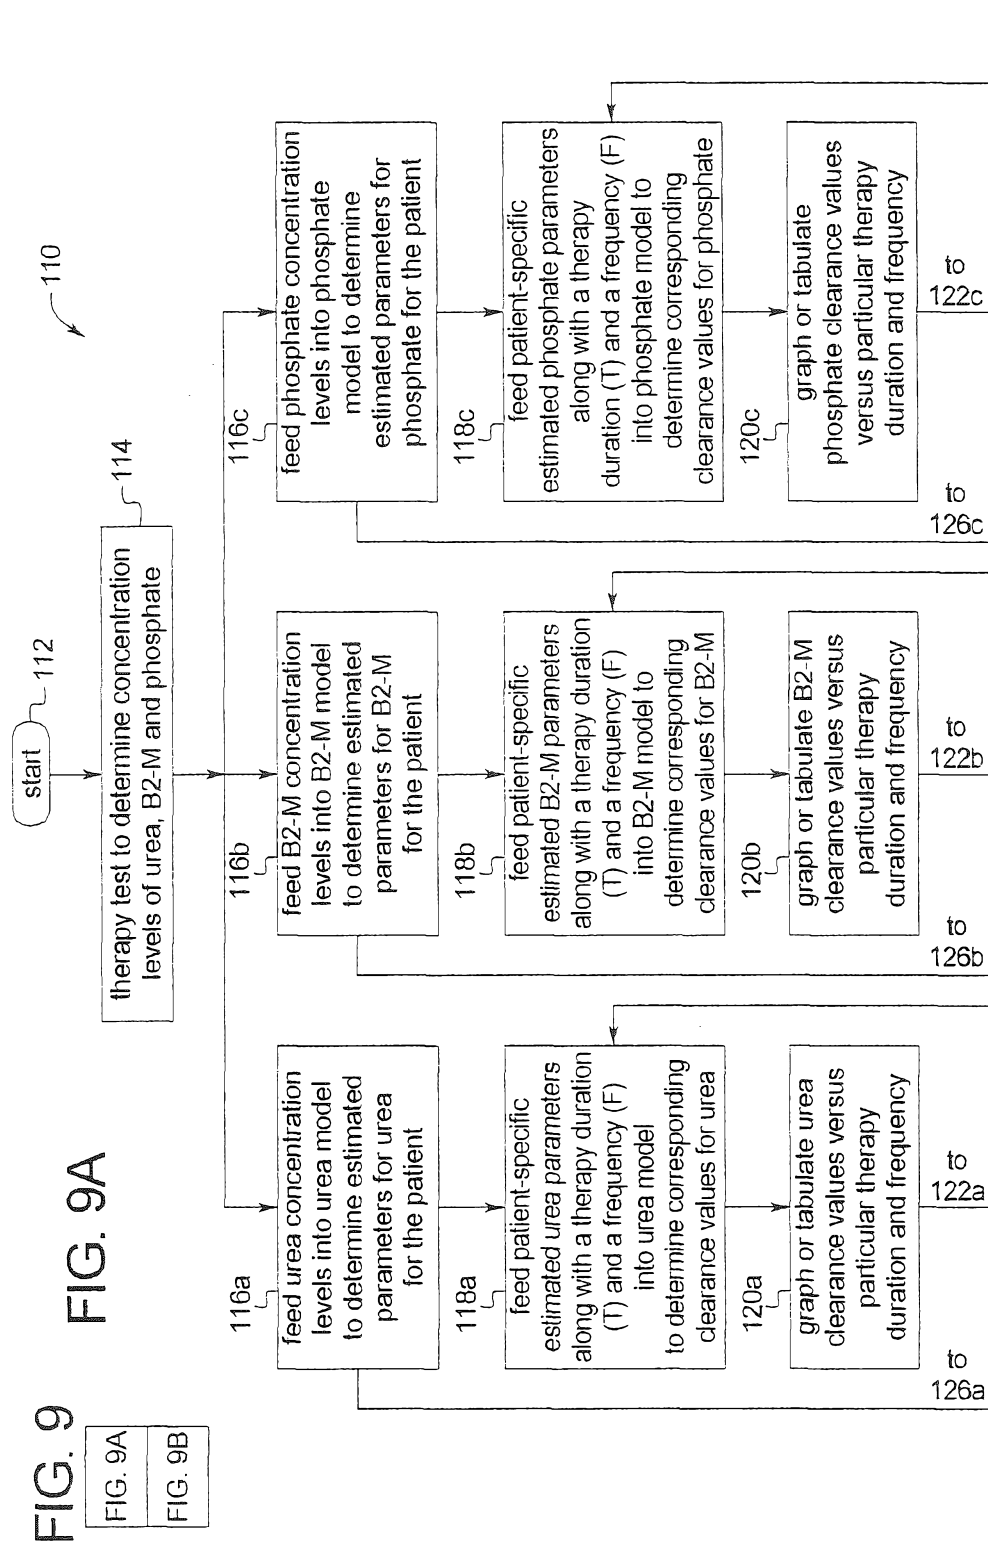 FIG. 9
FIG. 9A
FIG. 9B
FIG. 9A
110
start
112
therapy test to determine concentration
levels of urea, B2-M and phosphate
114
116a
feed urea concentration
levels into urea model
to determine estimated
parameters for urea
for the patient
116b
feed B2-M concentration
levels into B2-M model
to determine estimated
parameters for B2-M
for the patient
116c
feed phosphate concentration
levels into phosphate
model to determine
estimated parameters for
phosphate for the patient
118a
feed patient-specific
estimated urea parameters
along with a therapy duration
(T) and a frequency (F)
into urea model
to determine corresponding
clearance values for urea
118b
feed patient-specific
estimated B2-M parameters
along with a therapy duration
(T) and a frequency (F)
into B2-M model to
determine corresponding
clearance values for B2-M
118c
feed patient-specific
estimated phosphate parameters
along with a therapy
duration (T) and a frequency (F)
into phosphate model to
determine corresponding
clearance values for phosphate
120a
graph or tabulate urea
clearance values versus
particular therapy
duration and frequency
120b
graph or tabulate B2-M
clearance values versus
particular therapy
duration and frequency
120c
graph or tabulate
phosphate clearance values
versus particular therapy
duration and frequency
to
126a
to
122a
to
126b
to
122b
to
126c
to
122c